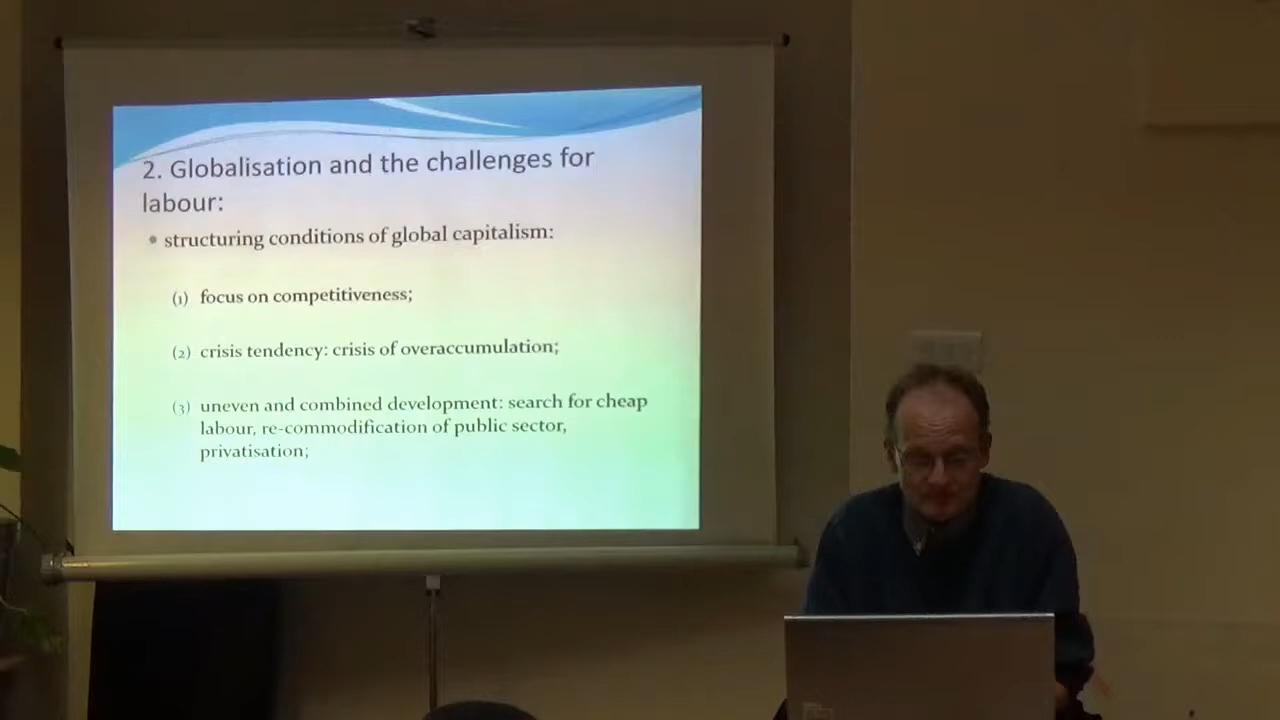 2. Globalisation and the challenges for
labour:
• structuring conditions of global capitalism:
(1) focus on competitiveness;
(2) crisis tendency: crisis of overaccumulation;
(3) uneven and combined development: search for cheap
labour, re-commodification of public sector,
privatisation;